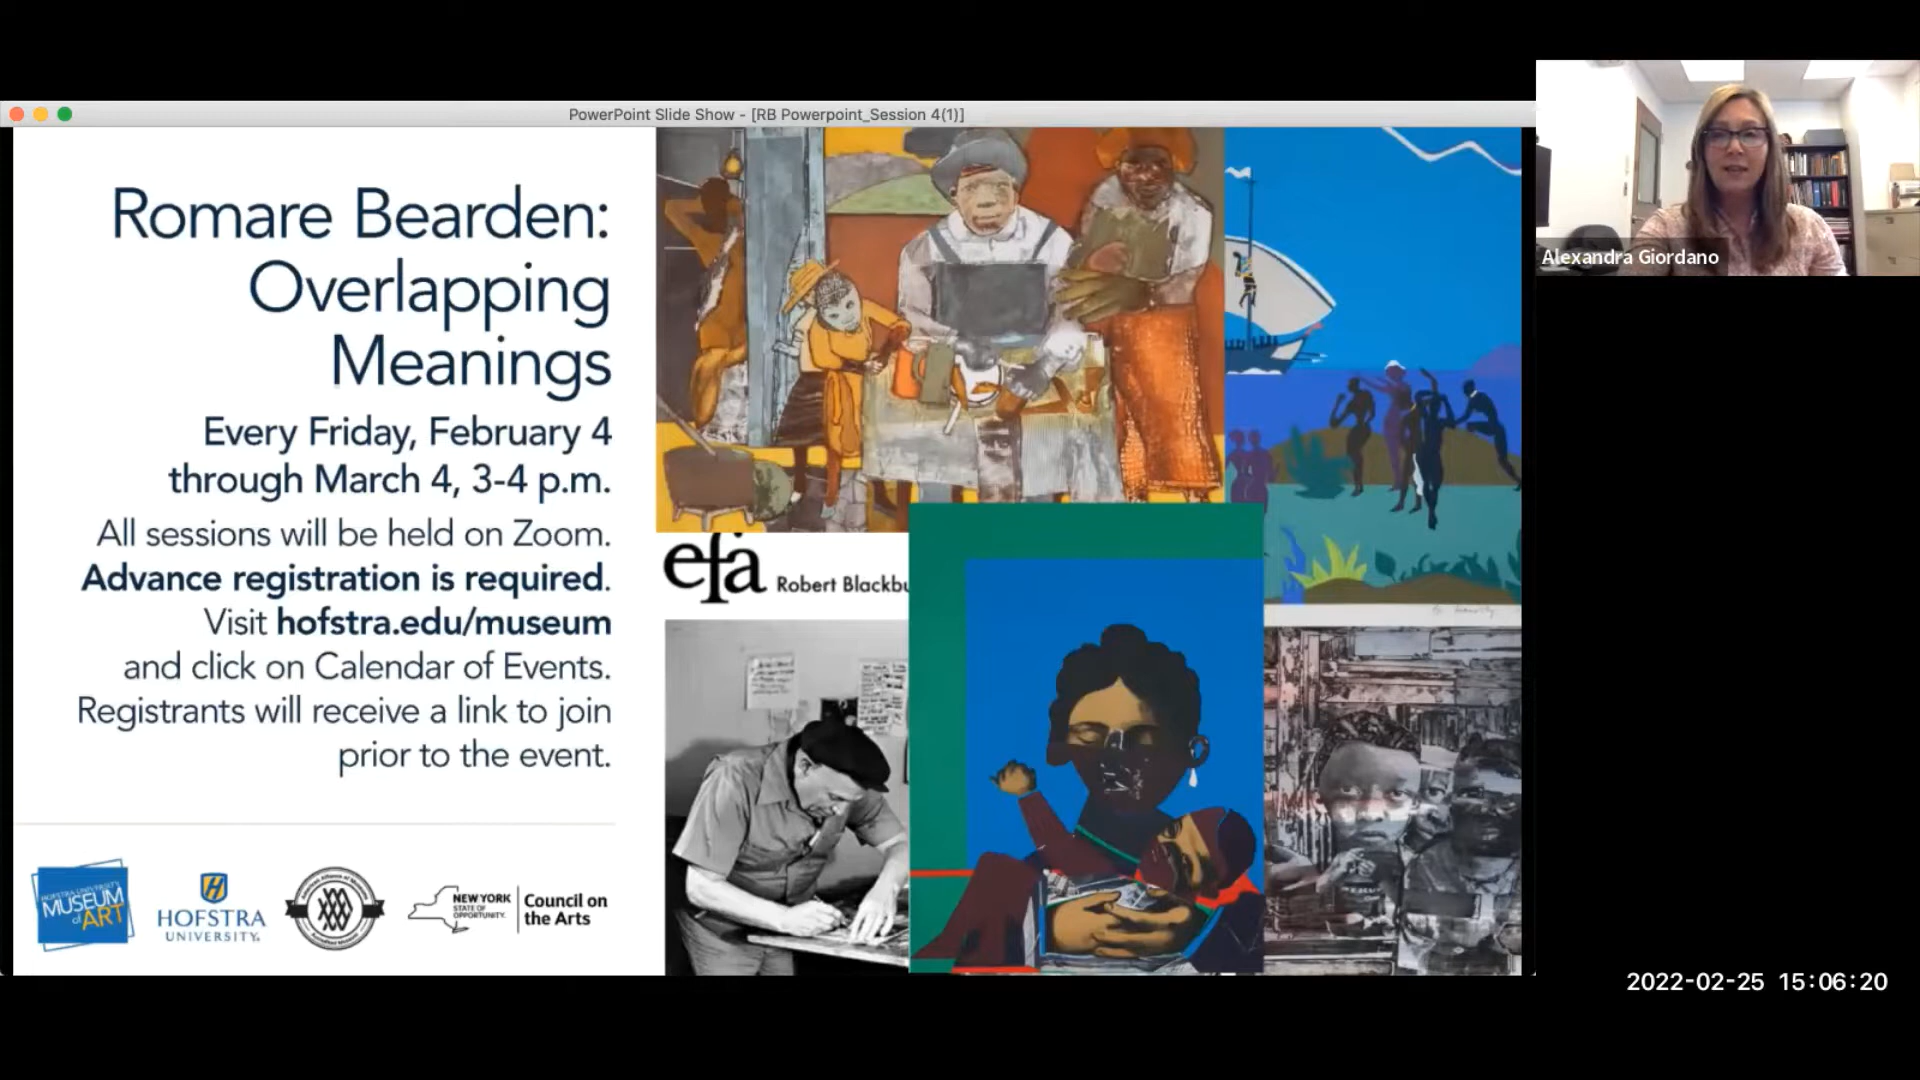 PowerPoint Slide Show - [RB Powerpoint_Session 4(1)]
Romare Bearden:
Overlapping
Meanings
Every Friday, February 4
through March 4, 3-4 p.m.
All sessions will be held on Zoom.
Advance registration is required.
Visit hofstra.edu/museum
and click on Calendar of Events.
Registrants will receive a link to join
prior to the event.
HOFSTRA UNIVERSITY
MUSEUM
of ART
HOFSTRA
UNIVERSITY
NEW YORK
STATE OF
OPPORTUNITY.
Council on
the Arts
efa Robert Blackbu
Alexandra Giordano
2022-02-25 15:06:20